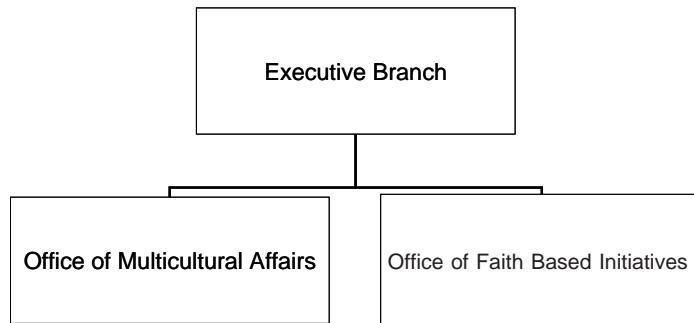 Executive Branch
Office of Multicultural Affairs
Office of Faith Based Initiatives